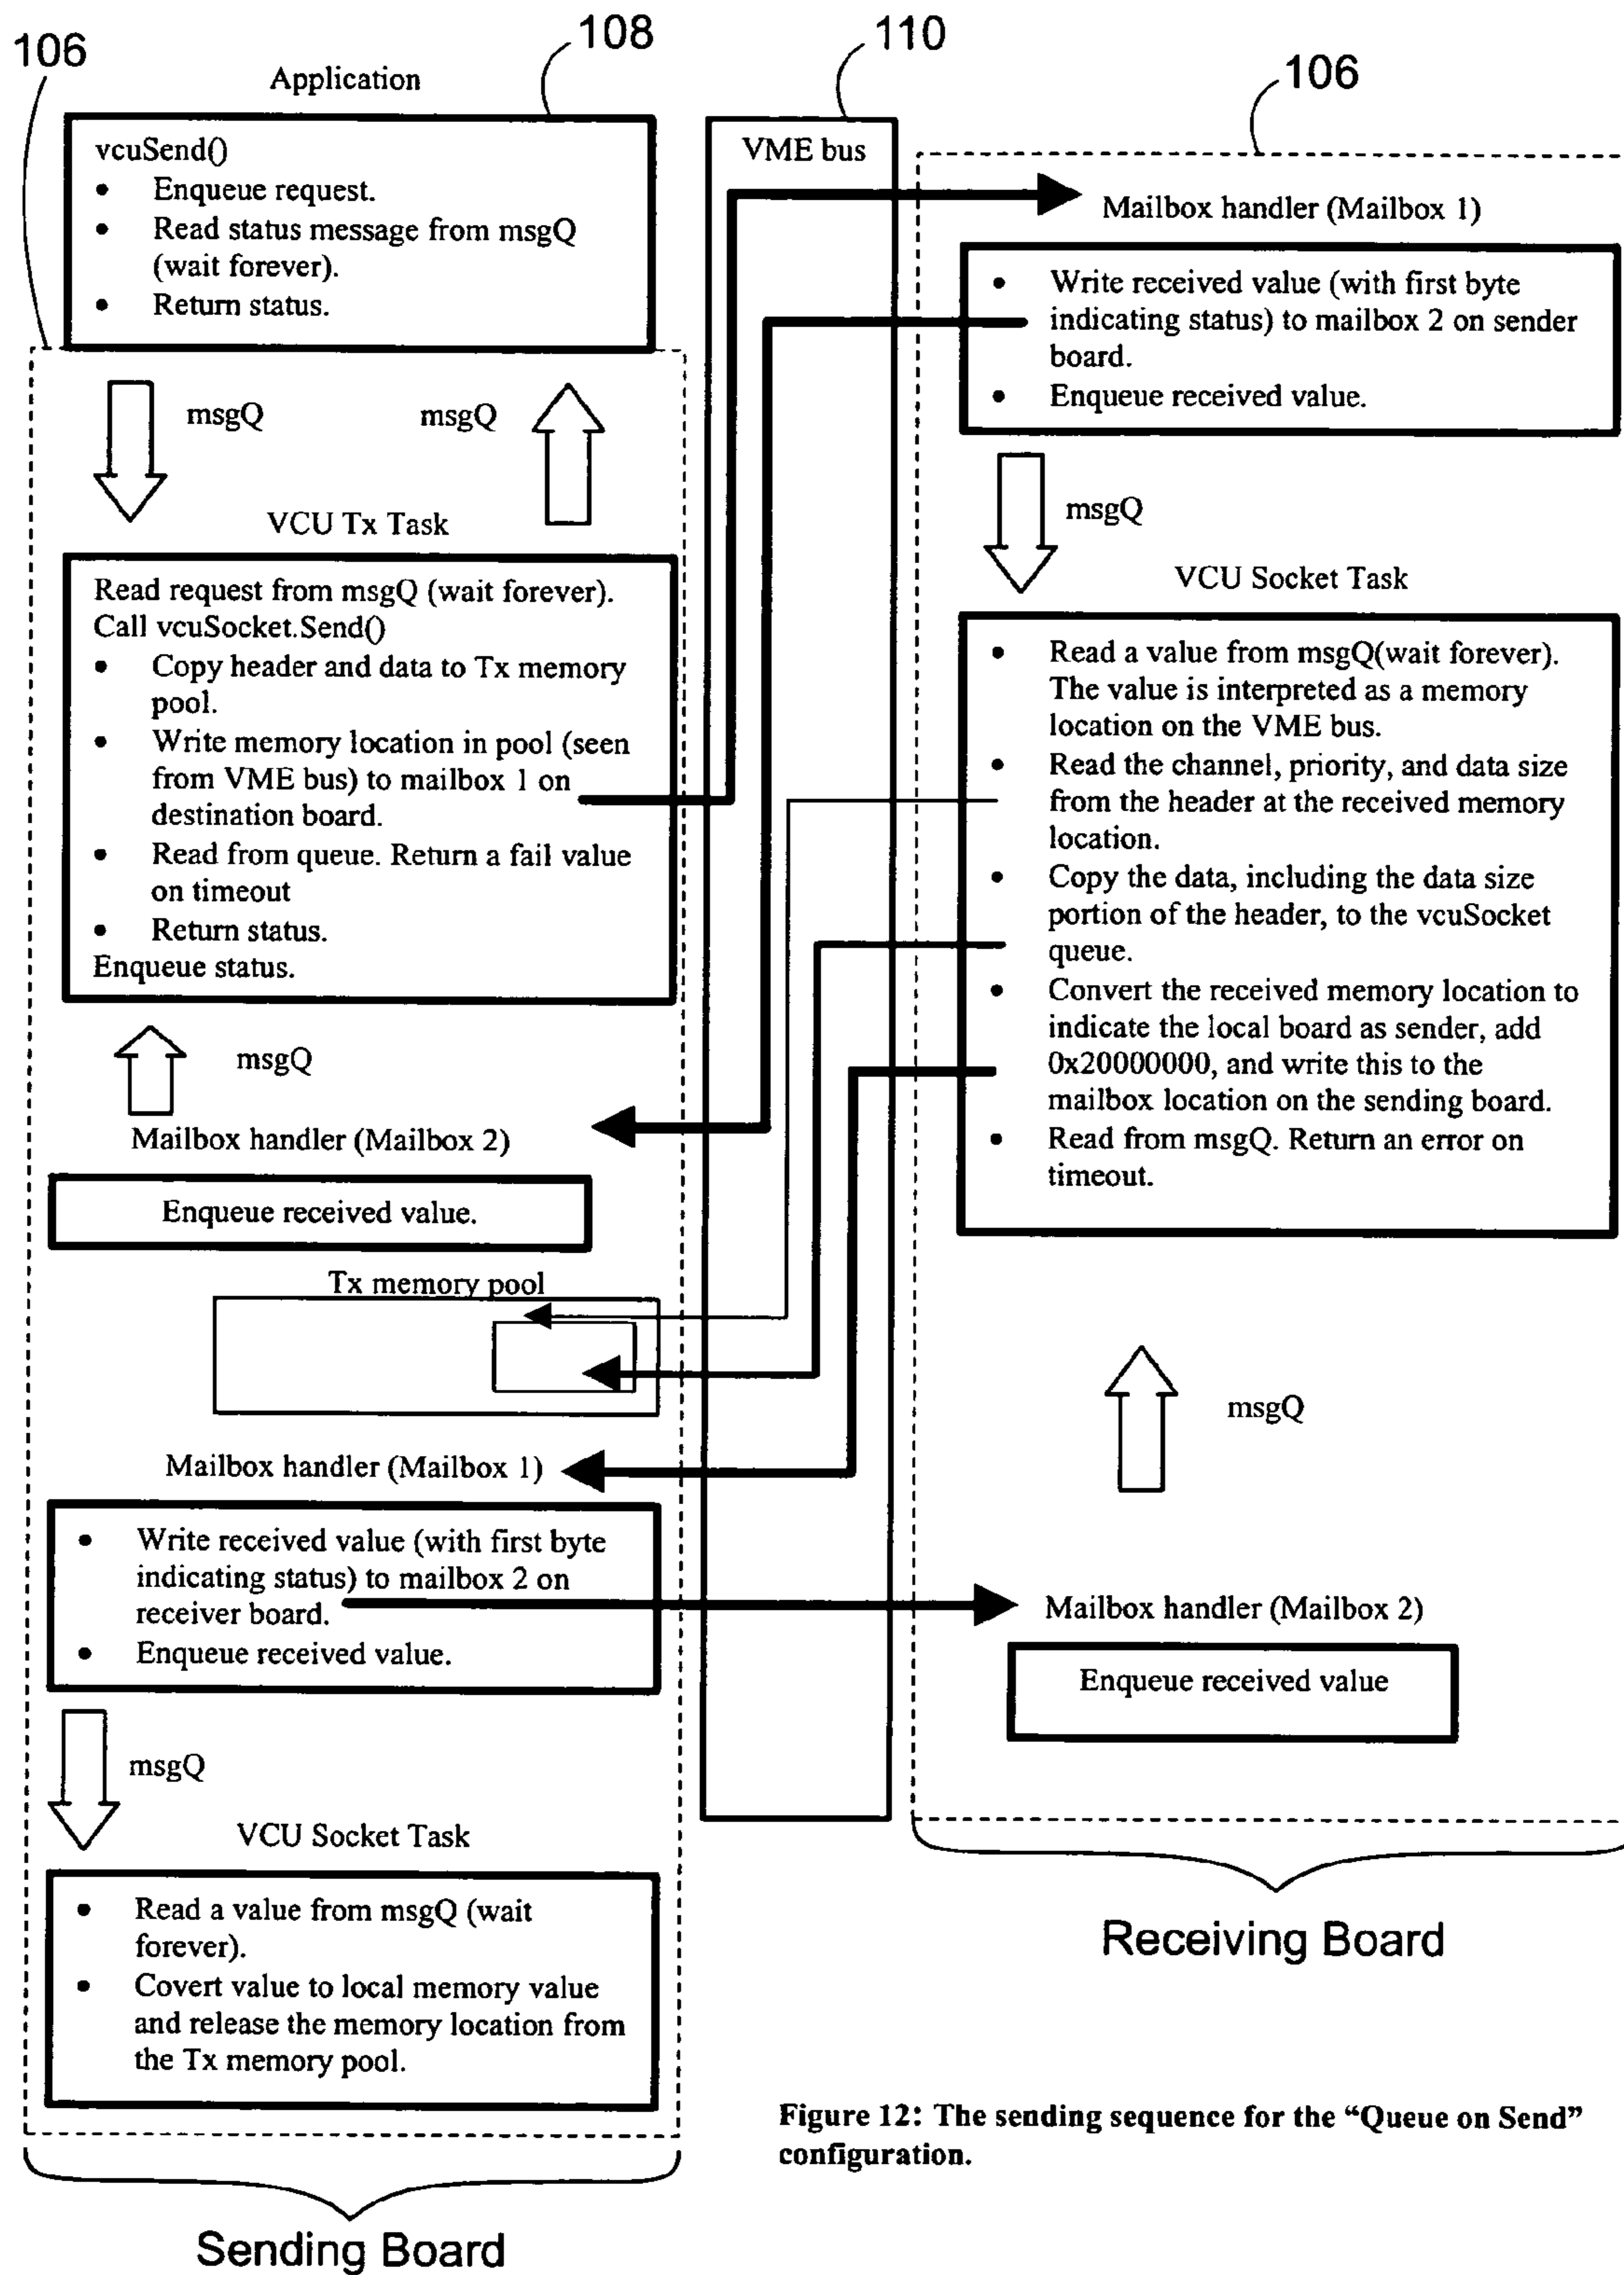 106
108
110
106
Application
vcuSend()
• Enqueue request.
• Read status message from msgQ
(wait forever).
• Return status.
msgQ
msgQ
VCU Tx Task
Read request from msgQ (wait forever).
Call vcuSocket.Send()
• Copy header and data to Tx memory
pool.
• Write memory location in pool (seen
from VME bus) to mailbox 1 on
destination board.
• Read from queue. Return a fail value
on timeout
• Return status.
Enqueue status.
msgQ
Mailbox handler (Mailbox 2)
Enqueue received value.
Tx memory pool
Mailbox handler (Mailbox 1)
• Write received value (with first byte
indicating status) to mailbox 2 on
receiver board.
• Enqueue received value.
msgQ
VCU Socket Task
• Read a value from msgQ (wait
forever).
• Covert value to local memory value
and release the memory location from
the Tx memory pool.
Sending Board
VME bus
Mailbox handler (Mailbox 1)
• Write received value (with first byte
indicating status) to mailbox 2 on sender
board.
• Enqueue received value.
msgQ
VCU Socket Task
• Read a value from msgQ(wait forever).
The value is interpreted as a memory
location on the VME bus.
• Read the channel, priority, and data size
from the header at the received memory
location.
• Copy the data, including the data size
portion of the header, to the vcuSocket
queue.
• Convert the received memory location to
indicate the local board as sender, add
0x20000000, and write this to the
mailbox location on the sending board.
• Read from msgQ. Return an error on
timeout.
msgQ
Mailbox handler (Mailbox 2)
Enqueue received value
Receiving Board
Figure 12: The sending sequence for the “Queue on Send”
configuration.